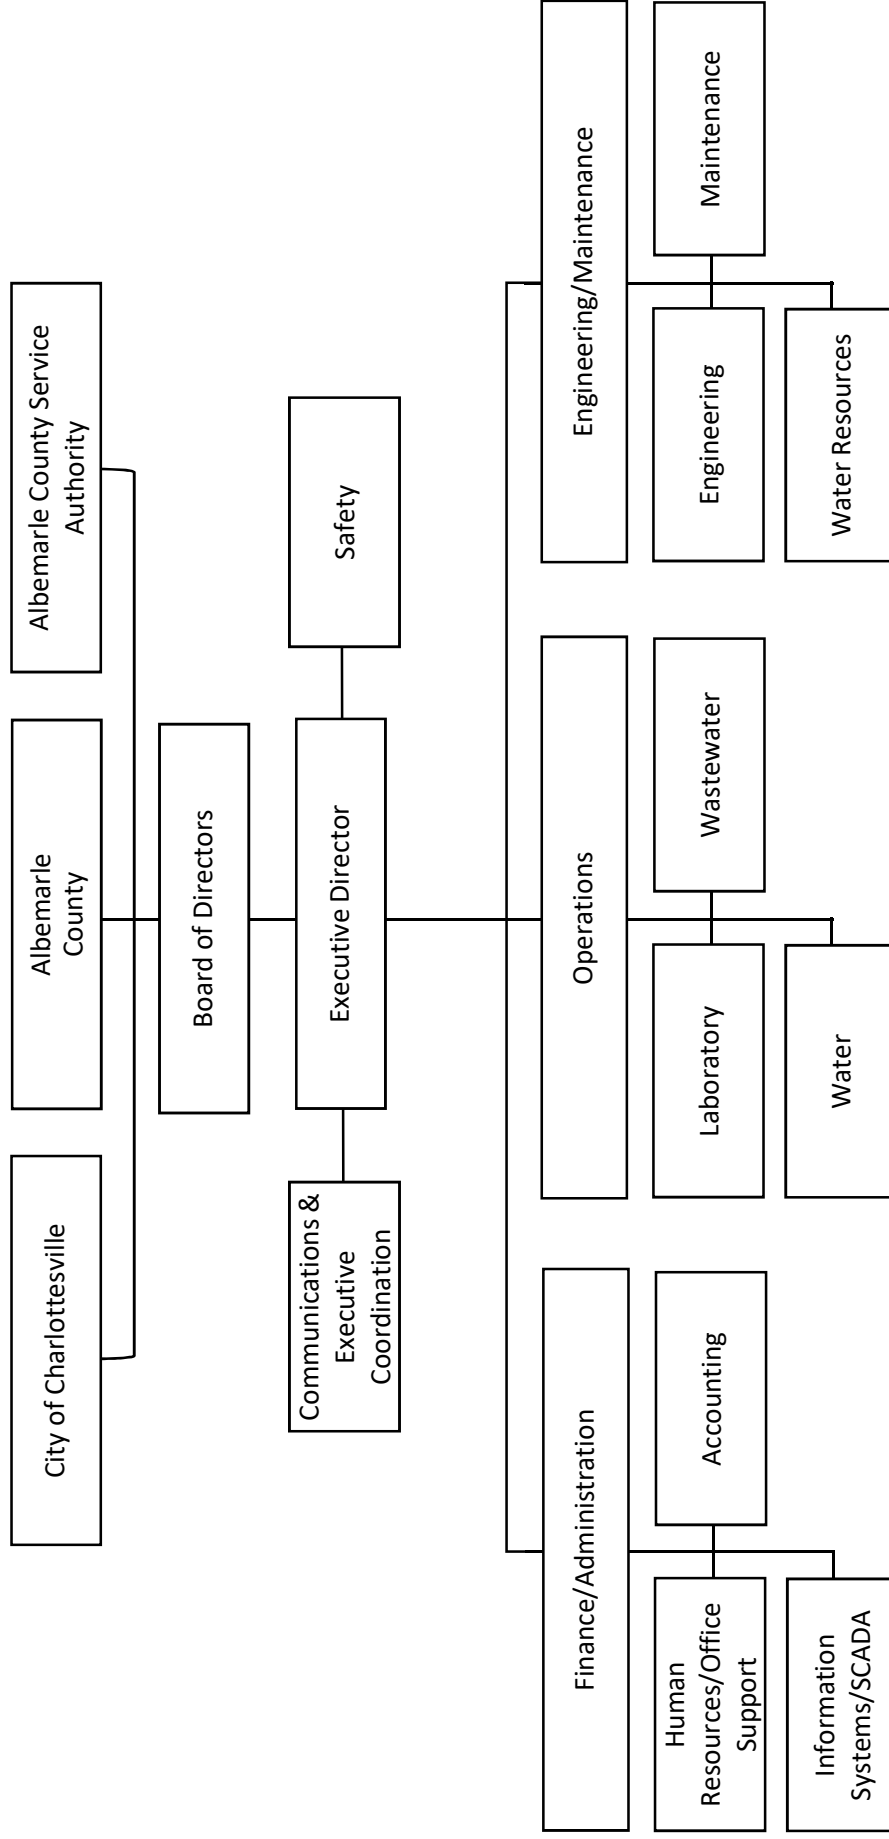 City of Charlottesville
Albemarle
County
Albemarle County Service
Authority
Board of Directors
Communications &
Executive
Coordination
Executive Director
Safety
Finance/Administration
Operations
Engineering/Maintenance
Human
Resources/Office
Support
Accounting
Laboratory
Wastewater
Engineering
Maintenance
Information
Systems/SCADA
Water
Water Resources